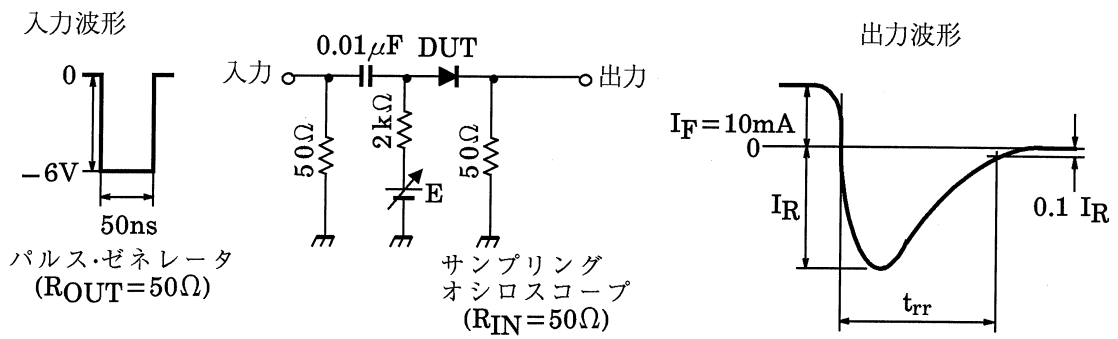 入力波形
0
−6V
50ns
パルス・ゼネレータ
(ROUT=50Ω)
0.01μF
DUT
入力
出力
50Ω
2kΩ
E
50Ω
サンプリング
オシロスコープ
(RIN=50Ω)
出力波形
IF=10mA
0
IR
0.1 IR
trr